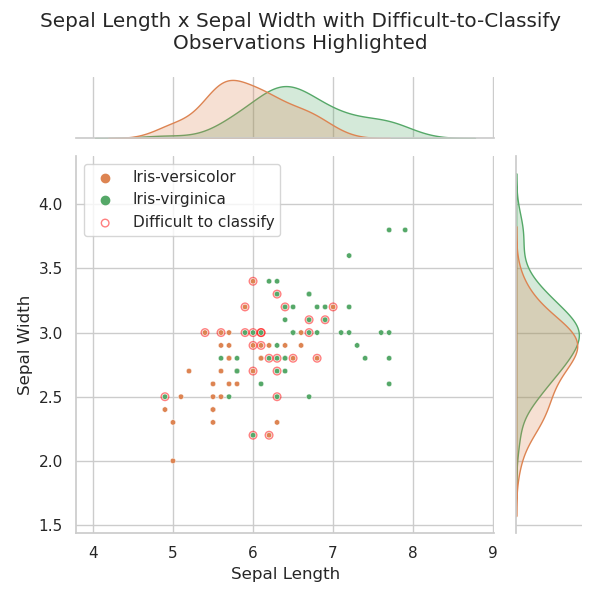 Sepal Length x Sepal Width with Difficult-to-Classify
Observations Highlighted
Iris-versicolor
Iris-virginica
Difficult to classify
4.0
3.5
3.0
2.5
2.0
1.5
Sepal Width
4 5 6 7 8 9
Sepal Length